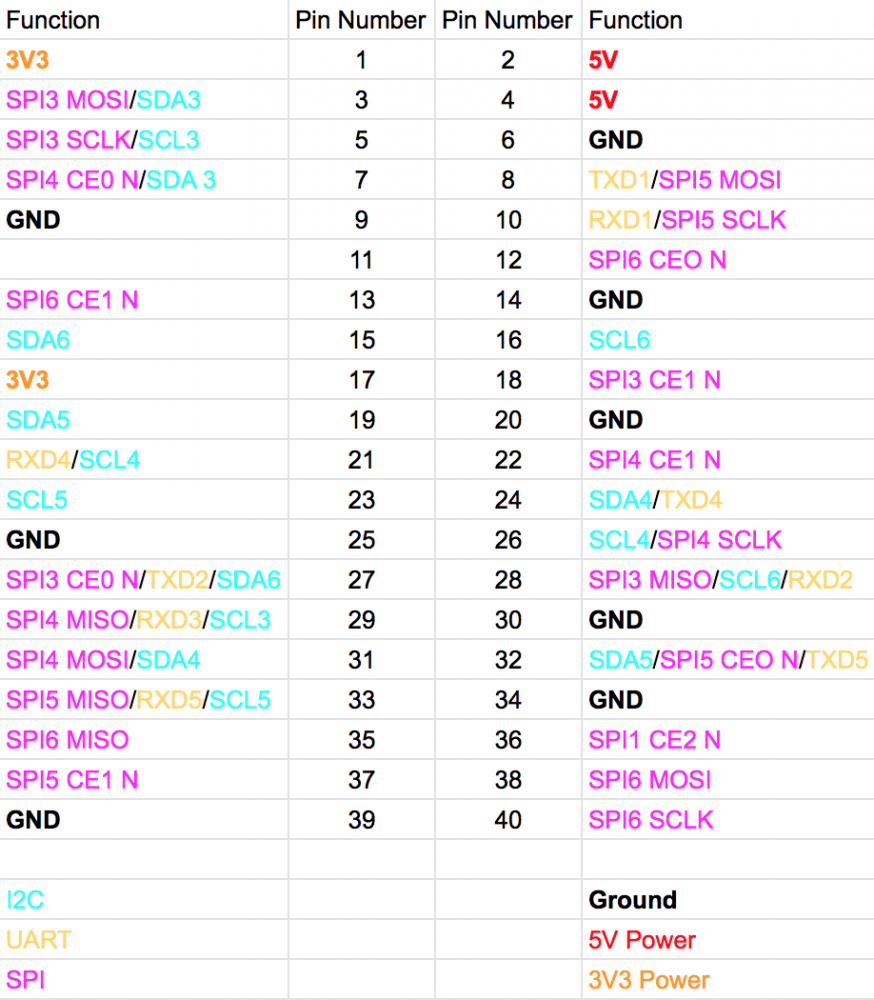 Function Pin Number Pin Number Function
3V3 1 2 5V
SPI3 MOSI/SDA3 3 4 5V
SPI3 SCLK/SCL3 5 6 GND
SPI4 CE0 N/SDA 3 7 8 TXD1/SPI5 MOSI
GND 9 10 RXD1/SPI5 SCLK
11 12 SPI6 CEO N
SPI6 CE1 N 13 14 GND
SDA6 15 16 SCL6
3V3 17 18 SPI3 CE1 N
SDA5 19 20 GND
RXD4/SCL4 21 22 SPI4 CE1 N
SCL5 23 24 SDA4/TXD4
GND 25 26 SCL4/SPI4 SCLK
SPI3 CE0 N/TXD2/SDA6 27 28 SPI3 MISO/SCL6/RXD2
SPI4 MISO/RXD3/SCL3 29 30 GND
SPI4 MOSI/SDA4 31 32 SDA5/SPI5 CEO N/TXD5
SPI5 MISO/RXD5/SCL5 33 34 GND
SPI6 MISO 35 36 SPI1 CE2 N
SPI5 CE1 N 37 38 SPI6 MOSI
GND 39 40 SPI6 SCLK
I2C Ground
UART 5V Power
SPI 3V3 Power